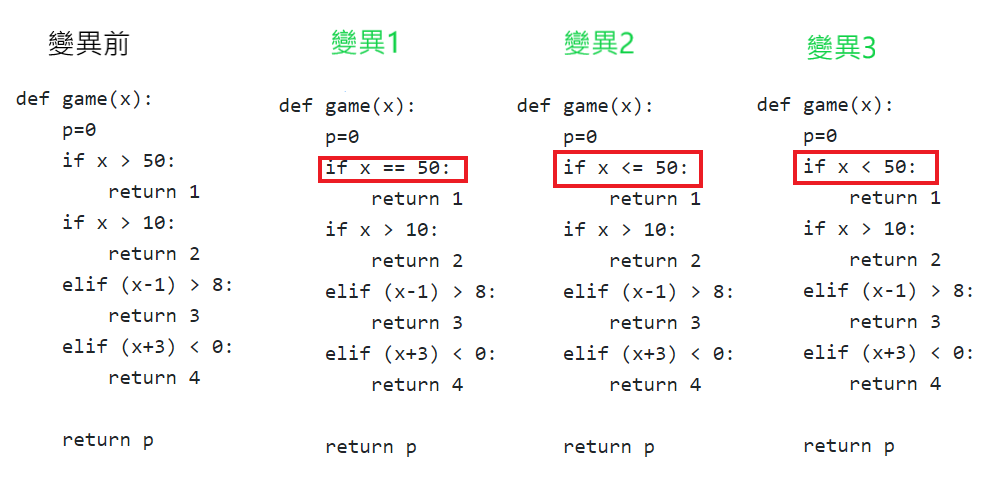 變異前
def game(x):
    p=0
    if x > 50:
        return 1
    if x > 10:
        return 2
    elif (x-1) > 8:
        return 3
    elif (x+3) < 0:
        return 4
    return p
變異1
def game(x):
    p=0
    if x == 50:
        return 1
    if x > 10:
        return 2
    elif (x-1) > 8:
        return 3
    elif (x+3) < 0:
        return 4
    return p
變異2
def game(x):
    p=0
    if x <= 50:
        return 1
    if x > 10:
        return 2
    elif (x-1) > 8:
        return 3
    elif (x+3) < 0:
        return 4
    return p
變異3
def game(x):
    p=0
    if x < 50:
        return 1
    if x > 10:
        return 2
    elif (x-1) > 8:
        return 3
    elif (x+3) < 0:
        return 4
    return p